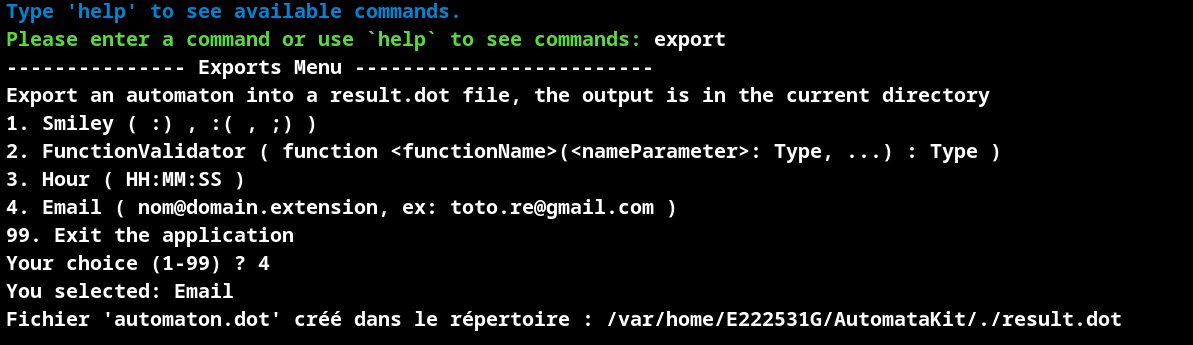 Type 'help' to see available commands.
Please enter a command or use `help` to see commands: export
--------------- Exports Menu -------------------------
Export an automaton into a result.dot file, the output is in the current directory
1. Smiley ( :) , :( , ;) )
2. FunctionValidator ( function <functionName>(<nameParameter>: Type, ...) : Type )
3. Hour ( HH:MM:SS )
4. Email ( nom@domain.extension, ex: toto.re@gmail.com )
99. Exit the application
Your choice (1-99) ? 4
You selected: Email
Fichier 'automaton.dot' créé dans le répertoire : /var/home/E222531G/AutomataKit/./result.dot